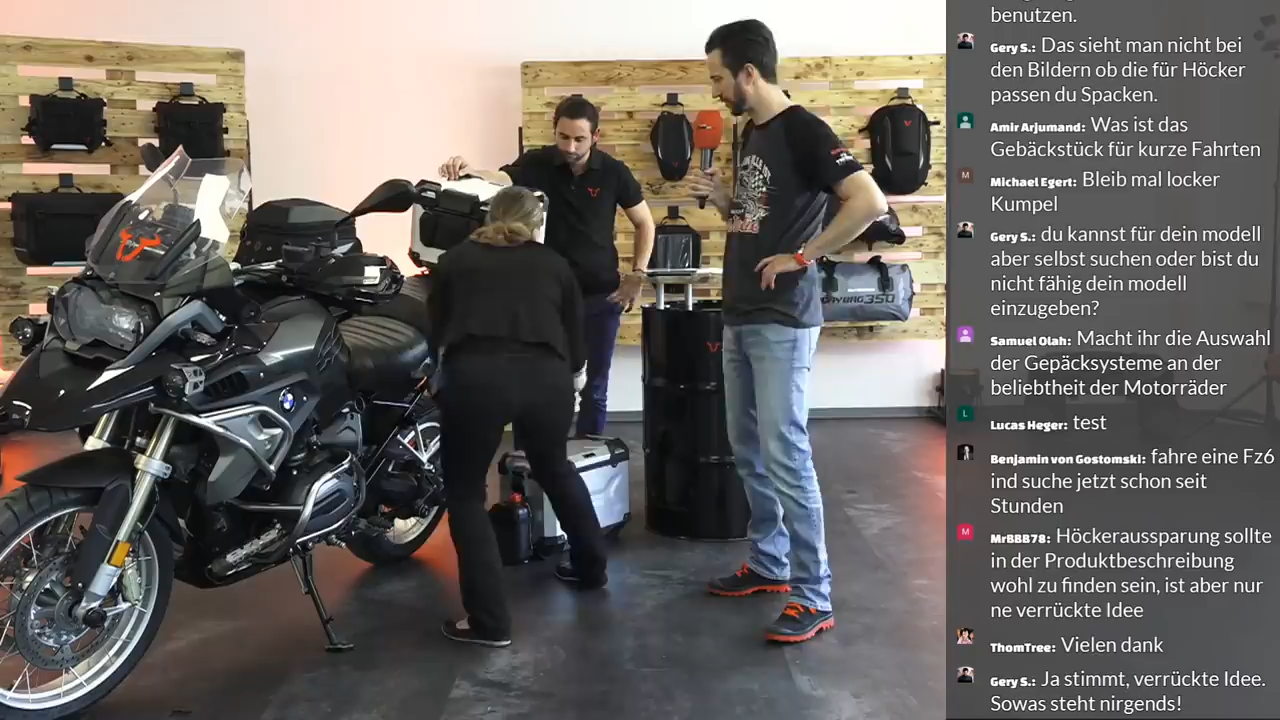 benutzen.
Gery S.: Das sieht man nicht bei
den Bildern ob die für Höcker
passen du Spacken.
Amir Arjumand: Was ist das
Gebäckstück für kurze Fahrten
Michael Egert: Bleib mal locker
Kumpel
Gery S.: du kannst für dein modell
aber selbst suchen oder bist du
nicht fähig dein modell
einzugeben?
Samuel Olah: Macht ihr die Auswahl
der Gepäcksysteme an der
beliebtheit der Motorräder
Lucas Heger: test
Benjamin von Gostomski: fahre eine Fz6
ind suche jetzt schon seit
Stunden
MrBBB78: Höckeraussparung sollte
in der Produktbeschreibung
wohl zu finden sein, ist aber nur
ne verrückte Idee
ThomTree: Vielen dank
Gery S.: Ja stimmt, verrückte Idee.
Sowas steht nirgends!
350